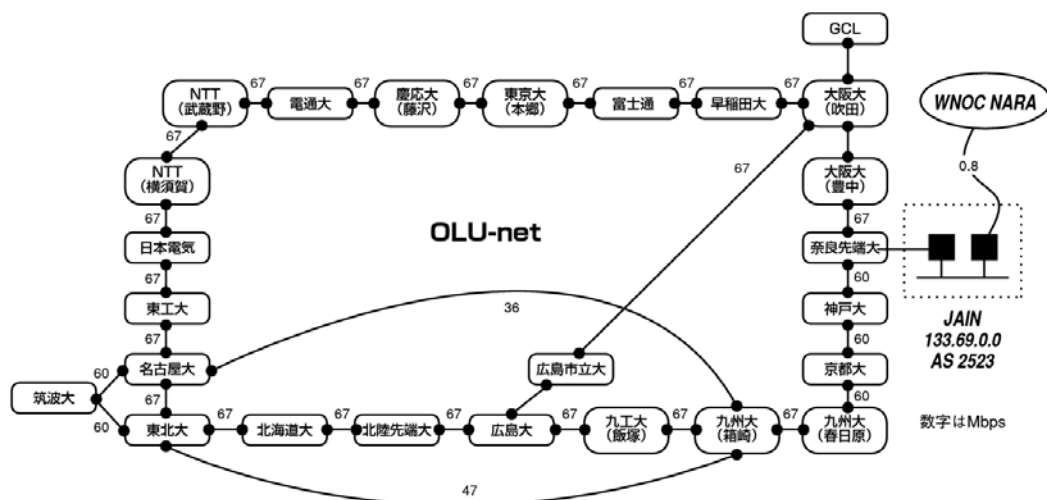 GCL
NTT
（武蔵野）
67
電通大
67
慶応大
（藤沢）
67
東京大
（本郷）
67
富士通
67
早稲田大
67
大阪大
（吹田）
WNOC NARA
67
67
0.8
NTT
（横須賀）
大阪大
（豊中）
67
67
OLU-net
日本電気
奈良先端大
67
60
東工大
36
神戸大
JAIN
133.69.0.0
AS 2523
67
60
名古屋大
広島市立大
京都大
60
筑波大
67
60
60
東北大
67
北海道大
67
北陸先端大
67
広島大
67
九工大
（飯塚）
67
九州大
（箱崎）
67
九州大
（春日原）
数字はMbps
47